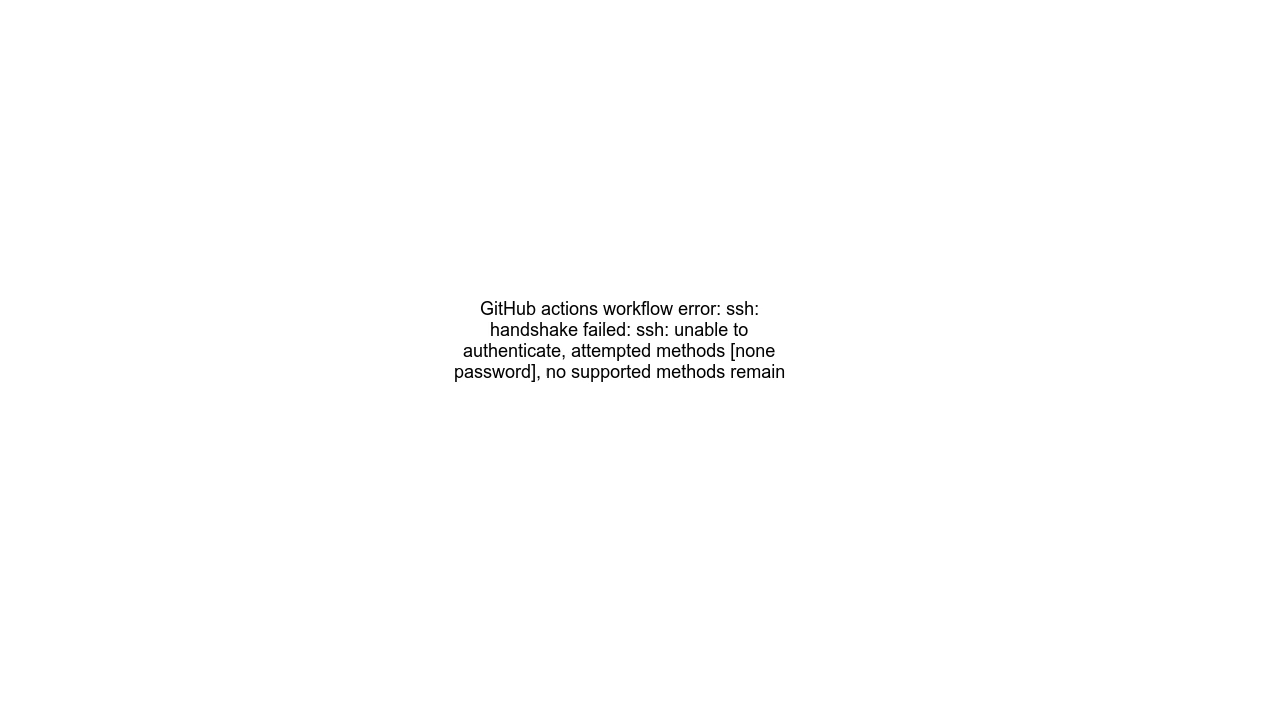 GitHub actions workflow error: ssh:
handshake failed: ssh: unable to
authenticate, attempted methods [none
password], no supported methods remain